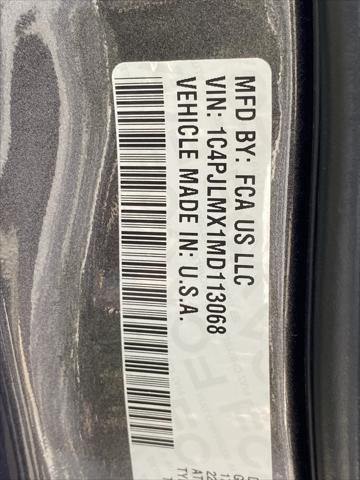 MFD BY: FCA US LLC
VIN: 1C4PJLMX1MD113068
VEHICLE MADE IN: U.S.A.